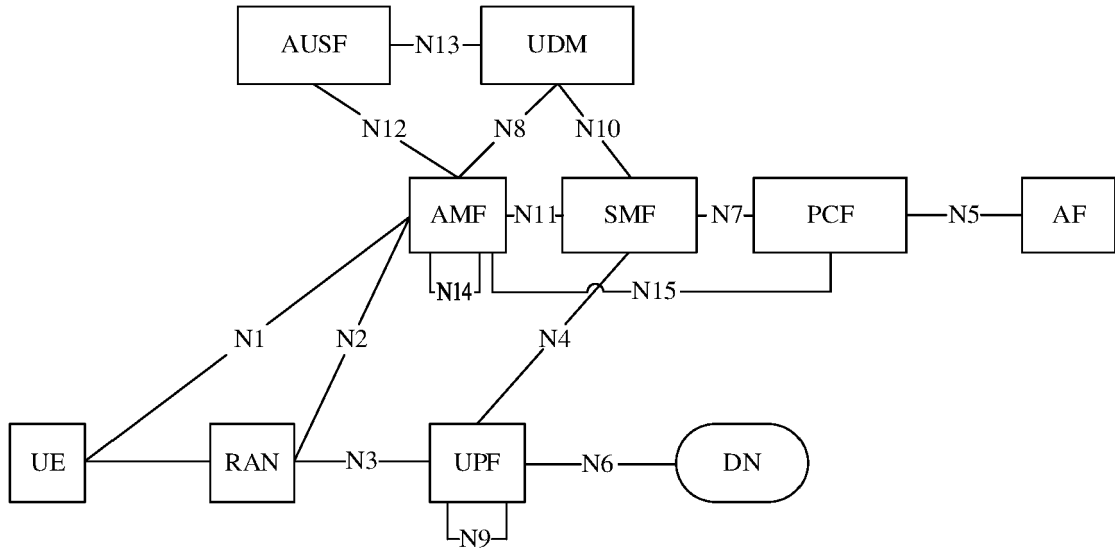 AUSF N13 UDM
N12 N8 N10
AMF N11 SMF N7 PCF N5 AF
N14 N15
N1 N2 N4
UE RAN N3 UPF N6 DN
N9